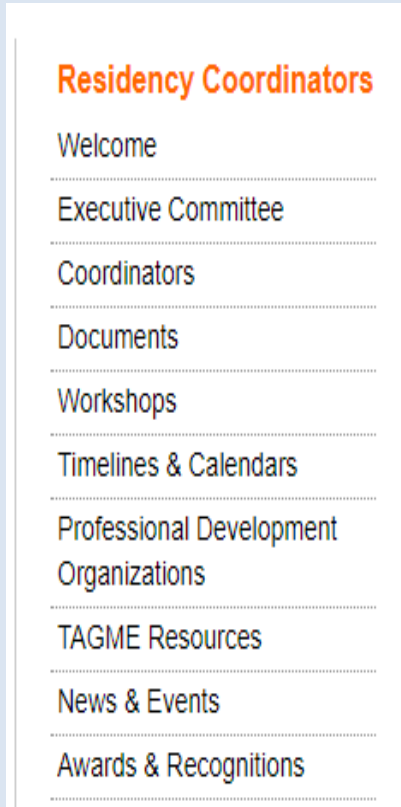 Residency Coordinators
Welcome
Executive Committee
Coordinators
Documents
Workshops
Timelines & Calendars
Professional Development
Organizations
TAGME Resources
News & Events
Awards & Recognitions